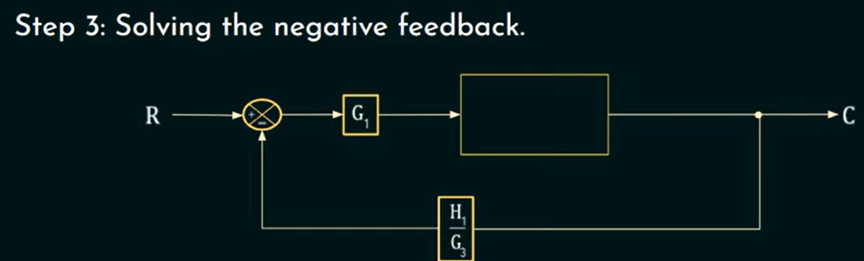 Step 3: Solving the negative feedback.
R + − G₁ C
H₁
G₃